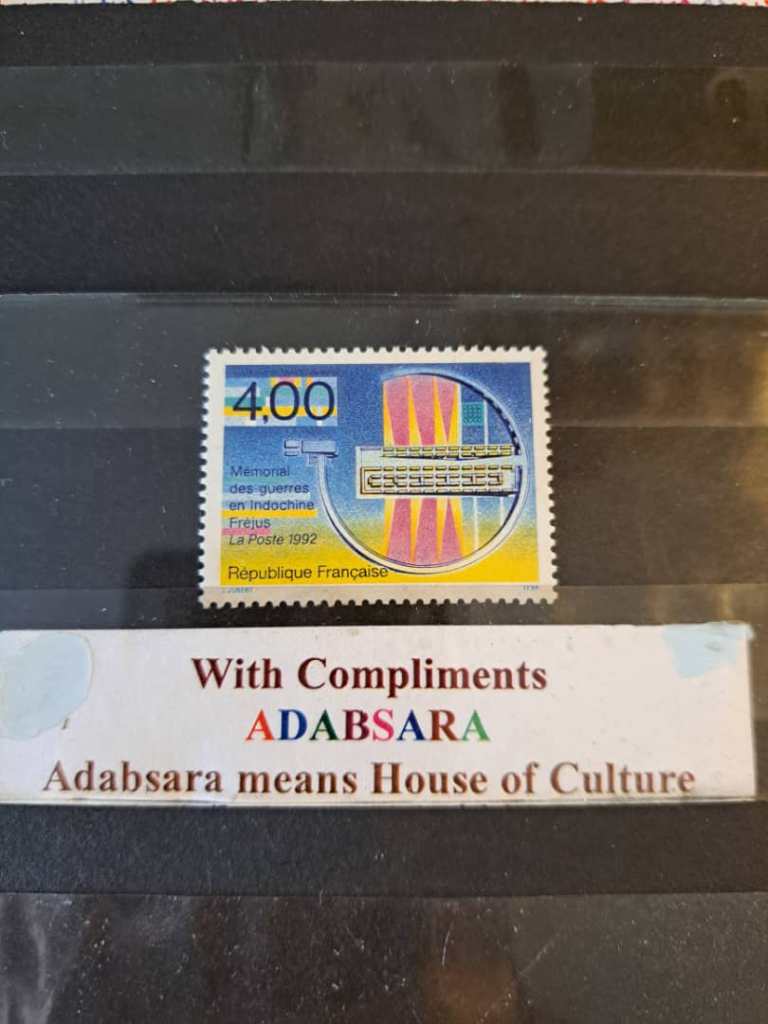 4,00
Mémorial
des guerres
en Indochine
Fréjus
La Poste 1992
République Française
With Compliments
ADABSARA
Adabsara means House of Culture